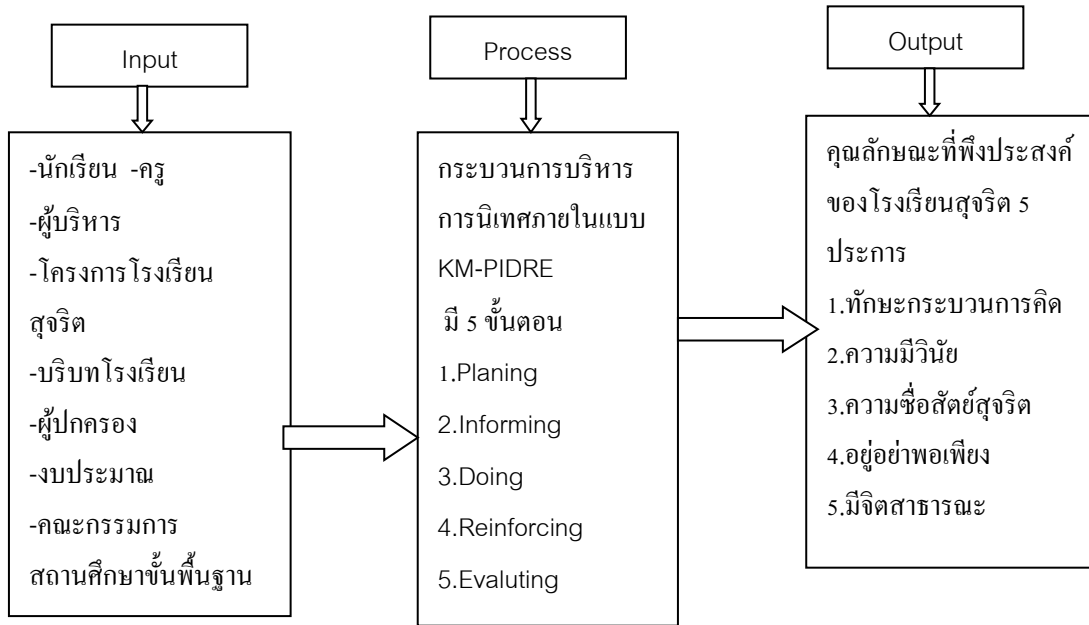 Input
-นักเรียน -ครู
-ผู้บริหาร
-โครงการโรงเรียน
สุจริต
-บริบทโรงเรียน
-ผู้ปกครอง
-งบประมาณ
-คณะกรรมการ
สถานศึกษาขั้นพื้นฐาน
Process
กระบวนการบริหาร
การนิเทศภายในแบบ
KM-PIDRE
มี 5 ขั้นตอน
1.Planing
2.Informing
3.Doing
4.Reinforcing
5.Evaluting
Output
คุณลักษณะที่พึงประสงค์
ของโรงเรียนสุจริต 5
ประการ
1.ทักษะกระบวนการคิด
2.ความมีวินัย
3.ความซื่อสัตย์สุจริต
4.อยู่อย่าพอเพียง
5.มีจิตสาธารณะ